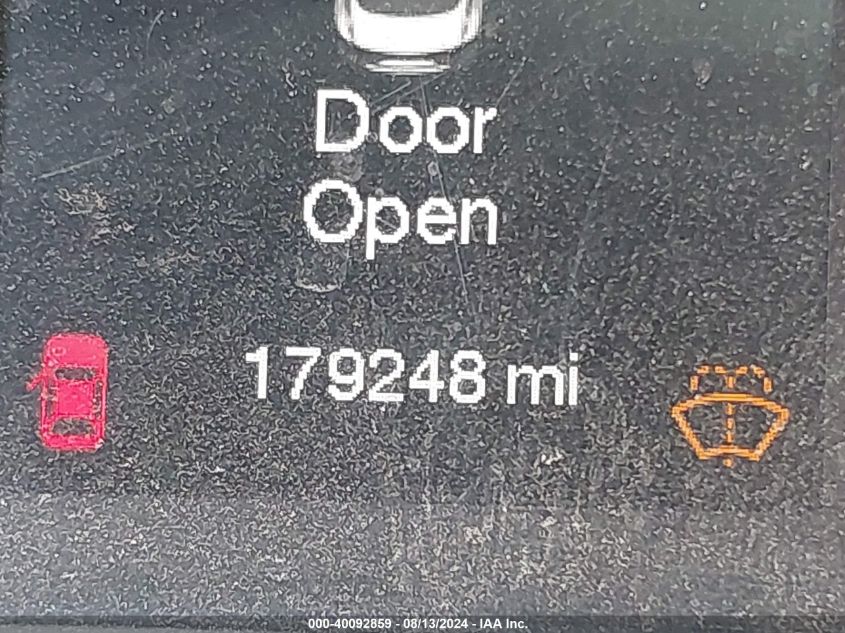 Door
Open
179248 mi
000-40092859 - 08/13/2024 - IAA Inc.